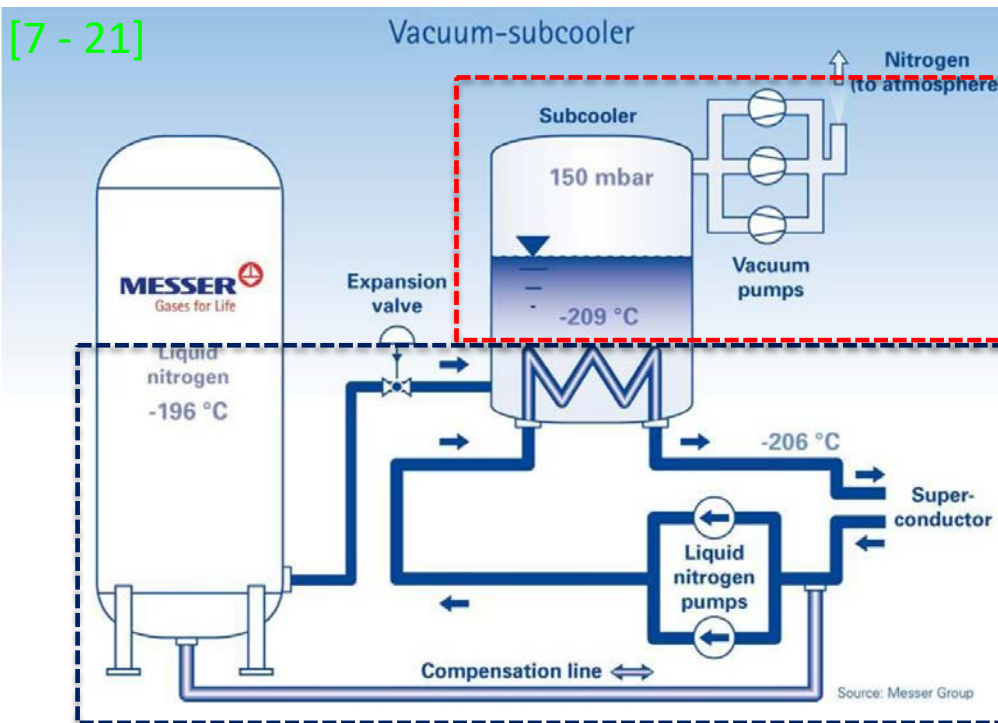 [7 - 21]
Vacuum-subcooler
Nitrogen
(to atmosphere
Subcooler
150 mbar
Vacuum
pumps
Expansion
valve
-209 °C
MESSER
Gases for Life
Liquid
nitrogen
-196 °C
-206 °C
Super-
conductor
Liquid
nitrogen
pumps
Compensation line
Source: Messer Group